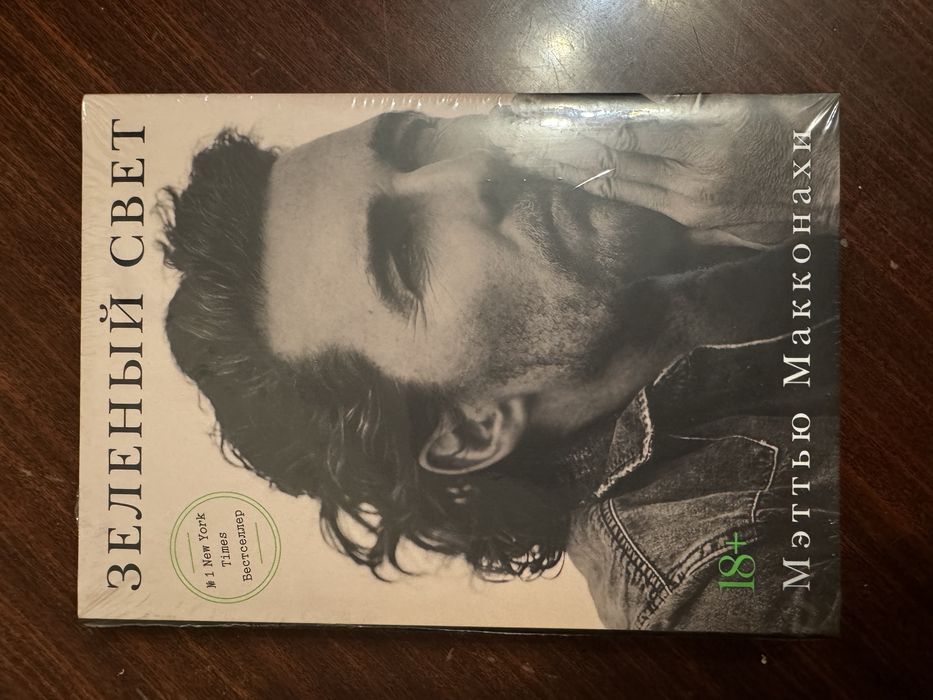 ЗЕЛЕНЫЙ СВЕТ
№ 1 New York
Times
Бестселлер
18+
Мэттью Макконахи